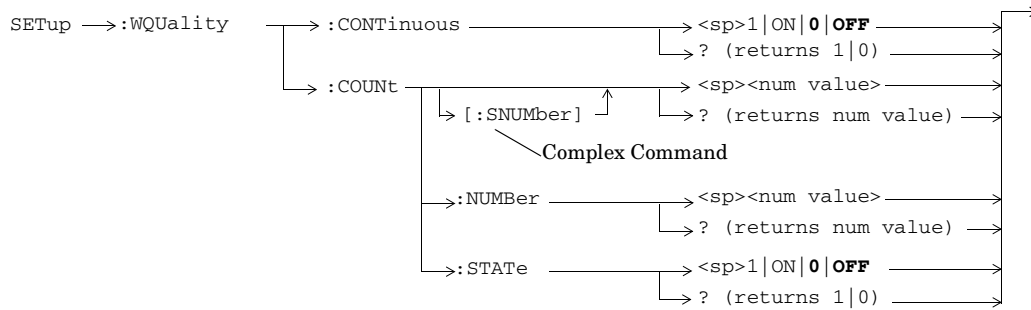 SETup :WQUality :CONTinuous <sp>1|ON|0|OFF
? (returns 1|0)
:COUNt <sp><num value>
[:SNUMber] ? (returns num value)
Complex Command
:NUMBer <sp><num value>
? (returns num value)
:STATe <sp>1|ON|0|OFF
? (returns 1|0)